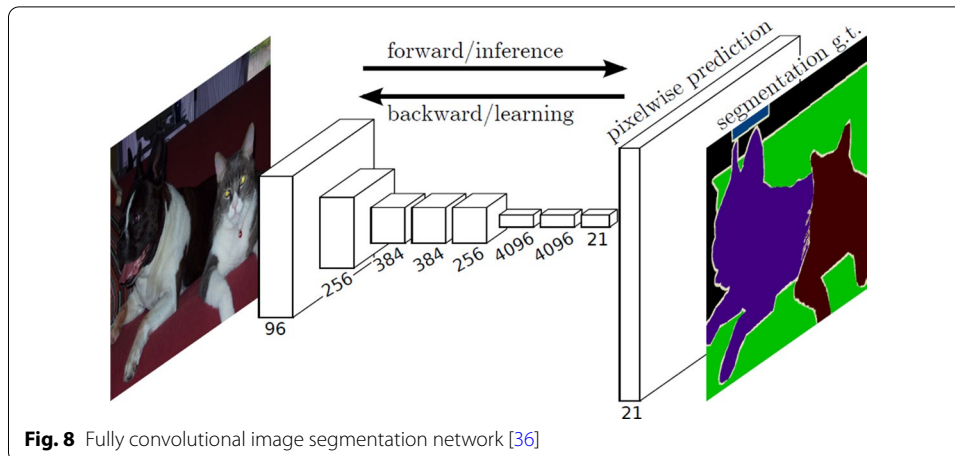 forward/inference
backward/learning
pixelwise prediction
segmentation g.t.
96
256
384
384
256
4096
4096
21
21
Fig. 8 Fully convolutional image segmentation network [36]